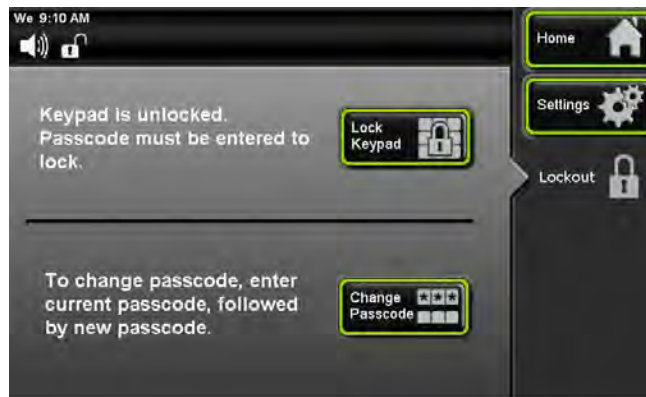 We 9:10 AM
Home
Keypad is unlocked.
Passcode must be entered to
lock.
Lock
Keypad
Settings
Lockout
To change passcode, enter
current passcode, followed
by new passcode.
Change
Passcode